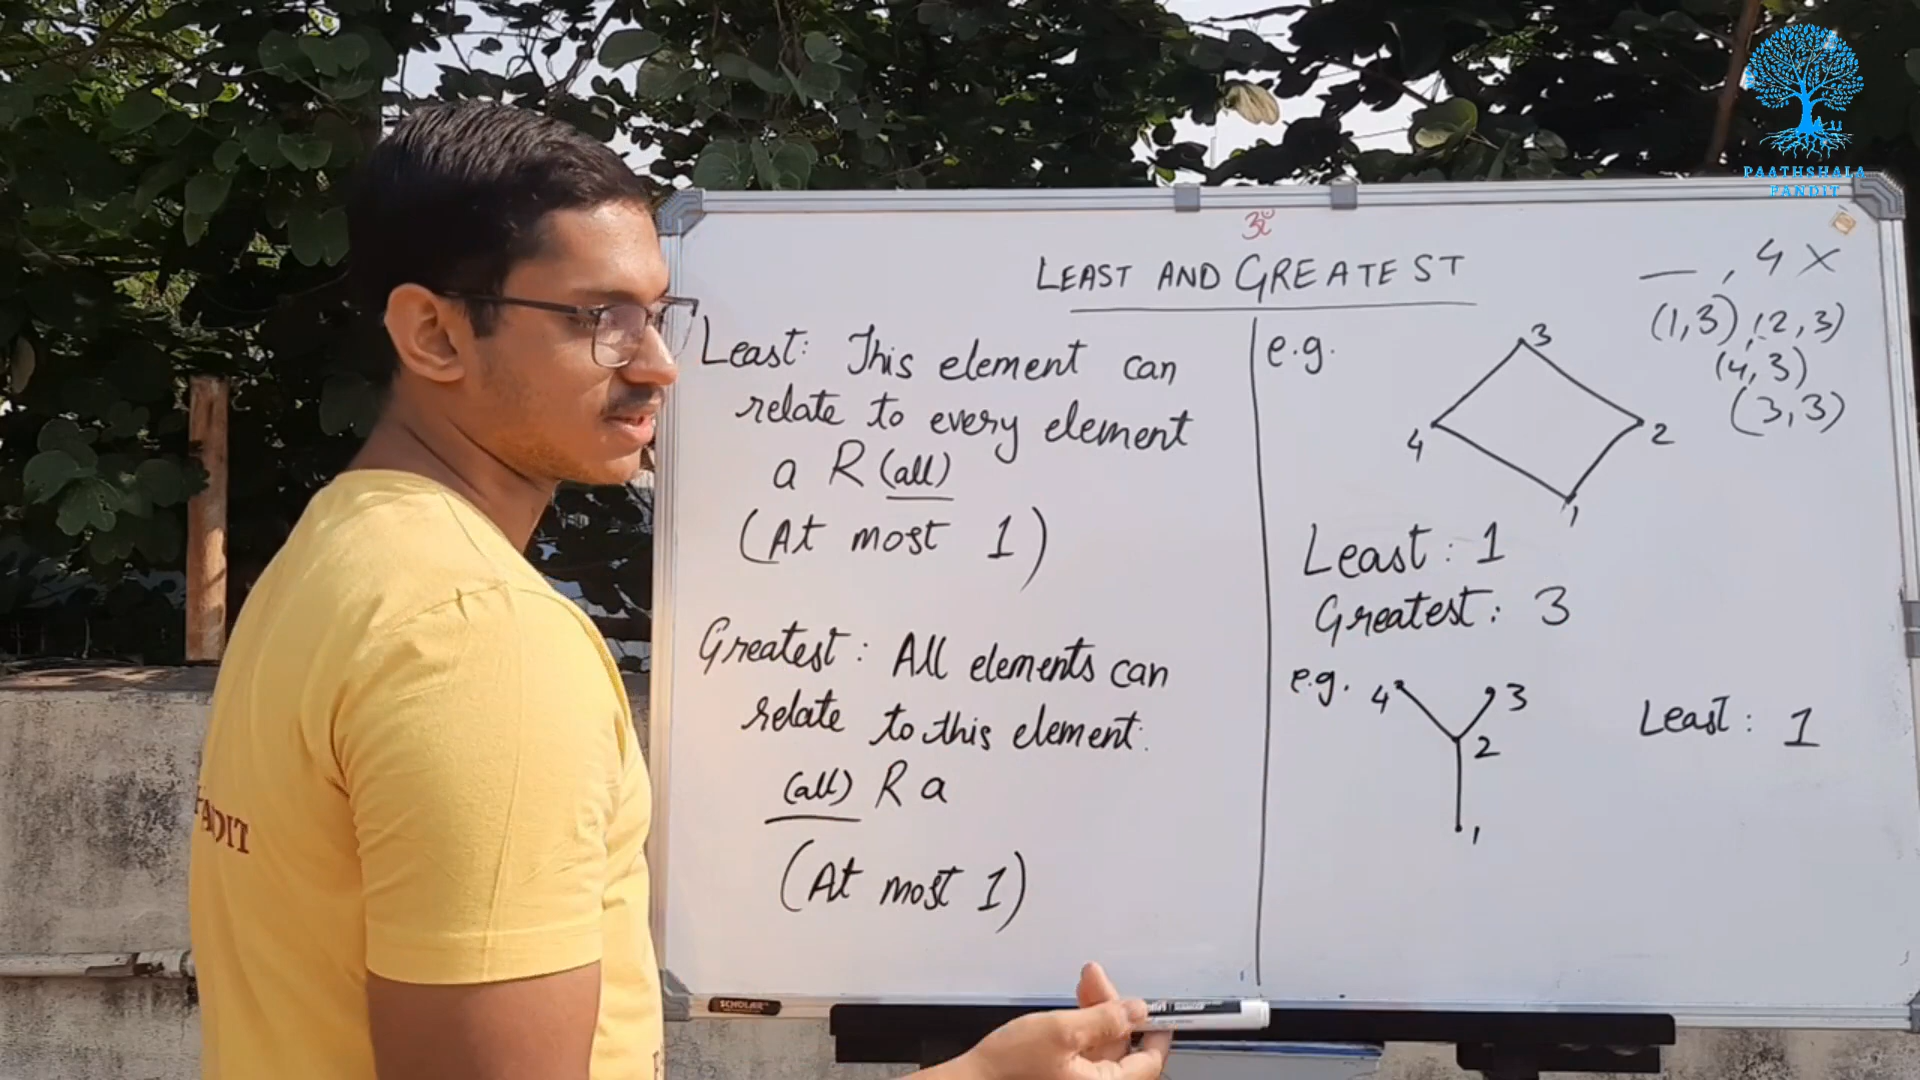 PAATHSHALA
PANDIT
ૐ
LEAST AND GREATEST
Least: This element can
relate to every element
a R (all)
(At most 1)
Greatest: All elements can
relate to this element.
(all) R a
(At most 1)
e.g.
3
4
2
1
__, 4 X
(1,3), (2,3)
(4,3)
(3,3)
Least: 1
Greatest: 3
e.g.
4
3
2
1
Least: 1
SCHOLAR